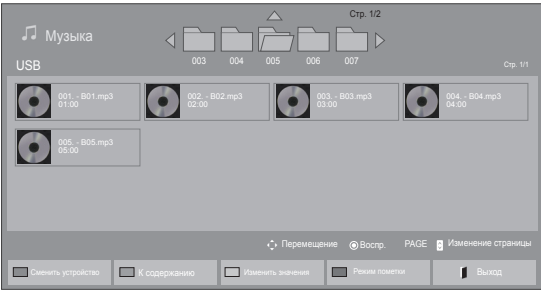 Стр. 1/2
Музыка
003 004 005 006 007
USB
Стр. 1/1
001. - B01.mp3
01:00
002. - B02.mp3
02:00
003. - B03.mp3
03:00
004. - B04.mp3
04:00
005. - B05.mp3
05:00
Перемещение Воспр. PAGE Изменение страницы
Сменить устройство К содержанию Изменить значения Режим пометки Выход